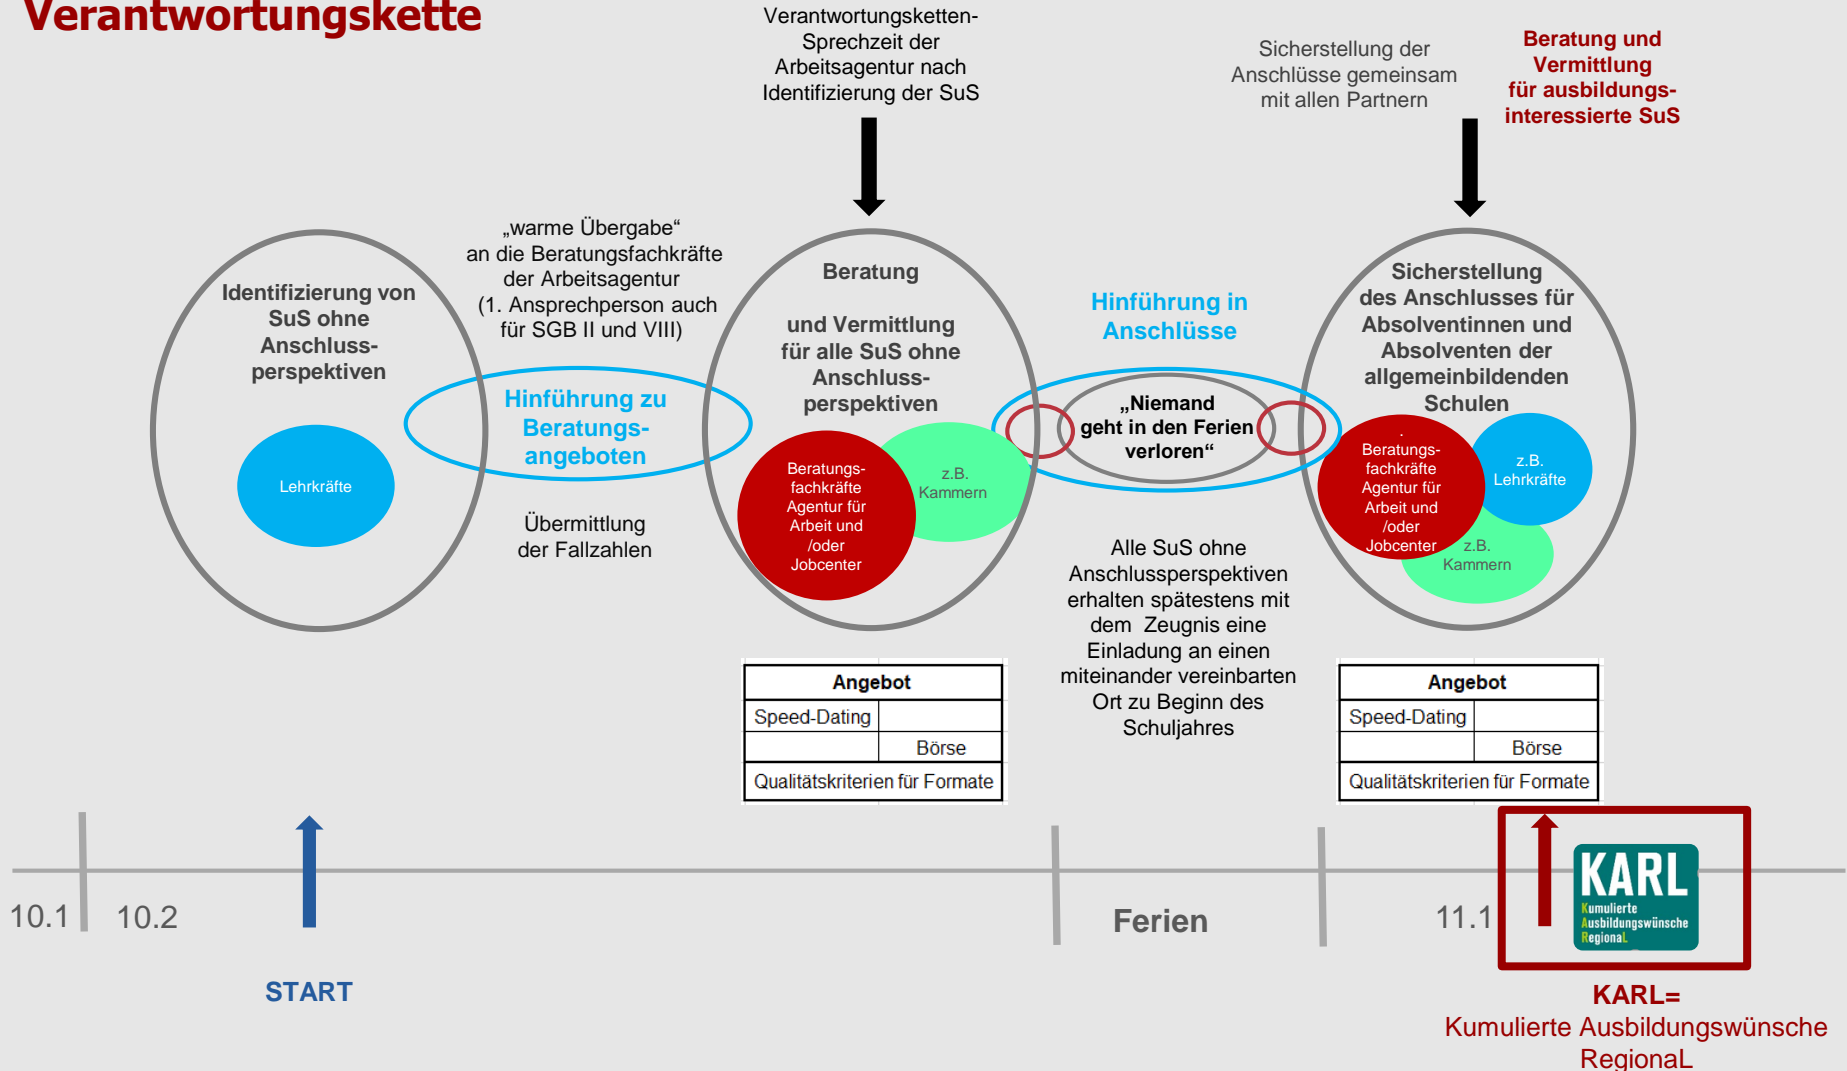 Verantwortungskette
Verantwortungsketten-
Sprechzeit der
Arbeitsagentur nach
Identifizierung der SuS
Sicherstellung der
Anschlüsse gemeinsam
mit allen Partnern
Beratung und
Vermittlung
für ausbildungs-
interessierte SuS
Identifizierung von
SuS ohne
Anschluss-
perspektiven
Lehrkräfte
„warme Übergabe“
an die Beratungsfachkräfte
der Arbeitsagentur
(1. Ansprechperson auch
für SGB II und VIII)
Hinführung zu
Beratungs-
angeboten
Übermittlung
der Fallzahlen
Beratung
und Vermittlung
für alle SuS ohne
Anschluss-
perspektiven
Beratungs-
fachkräfte
Agentur für
Arbeit und
/oder
Jobcenter
z.B.
Kammern
Hinführung in
Anschlüsse
„Niemand
geht in den Ferien
verloren“
Alle SuS ohne
Anschlussperspektiven
erhalten spätestens mit
dem Zeugnis eine
Einladung an einen
miteinander vereinbarten
Ort zu Beginn des
Schuljahres
Sicherstellung
des Anschlusses für
Absolventinnen und
Absolventen der
allgemeinbildenden
Schulen
.
Beratungs-
fachkräfte
Agentur für
Arbeit und
/oder
Jobcenter
z.B.
Lehrkräfte
z.B.
Kammern
Angebot
Speed-Dating
Börse
Qualitätskriterien für Formate
Angebot
Speed-Dating
Börse
Qualitätskriterien für Formate
10.1
10.2
Ferien
11.1
KARL
Kumulierte
Ausbildungswünsche
RegionaL
START
KARL=
Kumulierte Ausbildungswünsche
RegionaL